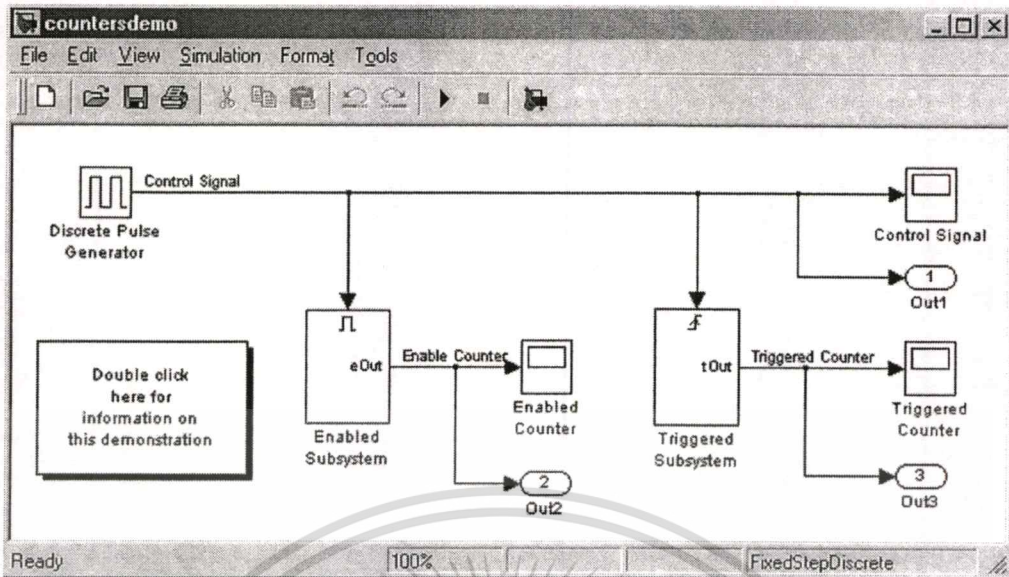 countersdemo
File Edit View Simulation Format Tools
Control Signal
Discrete Pulse
Generator
Control Signal
1
Out1
eOut
Enable Counter
Enabled
Subsystem
Enabled
Counter
2
Out2
tOut
Triggered Counter
Triggered
Subsystem
Triggered
Counter
3
Out3
Double click
here for
information on
this demonstration
Ready
100%
FixedStepDiscrete